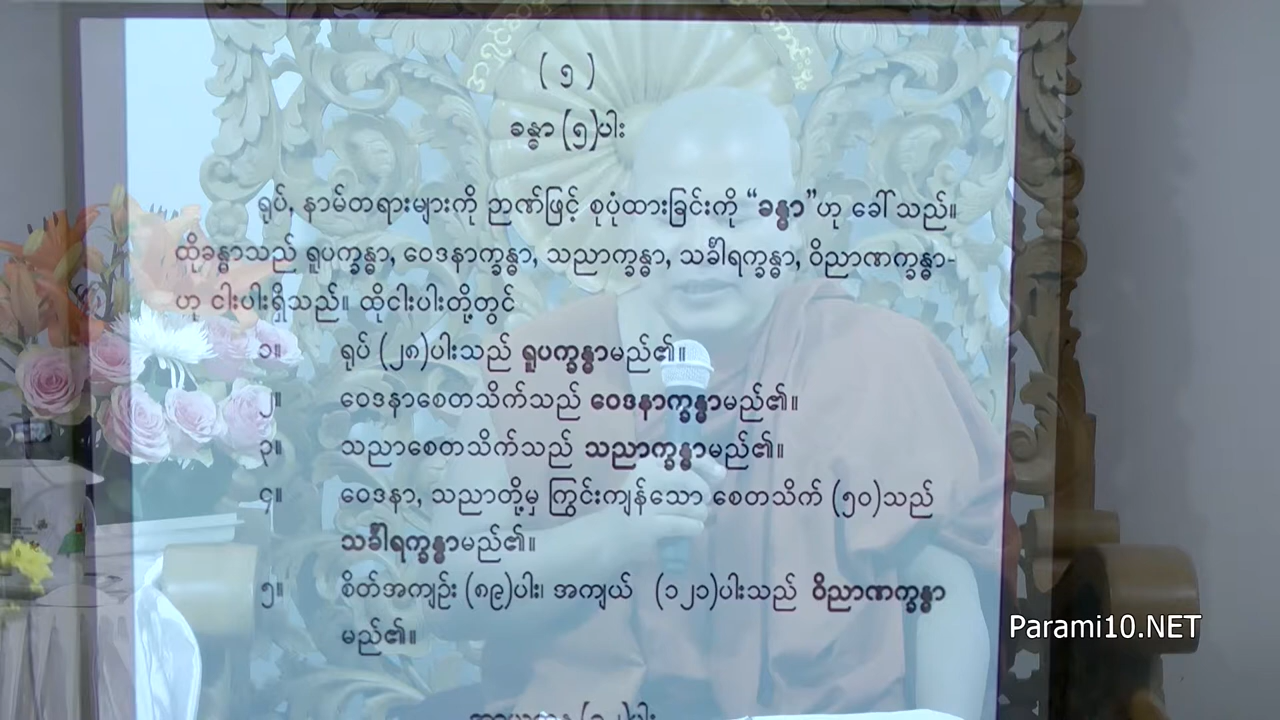 ( ၅ )
ခန္ဓာ (၅)ပါး
ရုပ်, နာမ်တရားများကို ဉာဏ်ဖြင့် စုပုံထားခြင်းကို “ခန္ဓာ”ဟု ခေါ်သည်။
ထိုခန္ဓာသည် ရူပက္ခန္ဓာ, ဝေဒနာက္ခန္ဓာ, သညာက္ခန္ဓာ, သင်္ခါရက္ခန္ဓာ, ဝိညာဏက္ခန္ဓာ-
ဟု ငါးပါးရှိသည်။ ထိုငါးပါးတို့တွင်
၁။ ရုပ် (၂၈)ပါးသည် ရူပက္ခန္ဓာမည်၏။
၂။ ဝေဒနာစေတသိက်သည် ဝေဒနာက္ခန္ဓာမည်၏။
၃။ သညာစေတသိက်သည် သညာက္ခန္ဓာမည်၏။
၄။ ဝေဒနာ, သညာတို့မှ ကြွင်းကျန်သော စေတသိက် (၅၀)သည်
သင်္ခါရက္ခန္ဓာမည်၏။
၅။ စိတ်အကျဉ်း (၈၉)ပါး၊ အကျယ် (၁၂၁)ပါးသည် ဝိညာဏက္ခန္ဓာ
မည်၏။
Parami10.NET